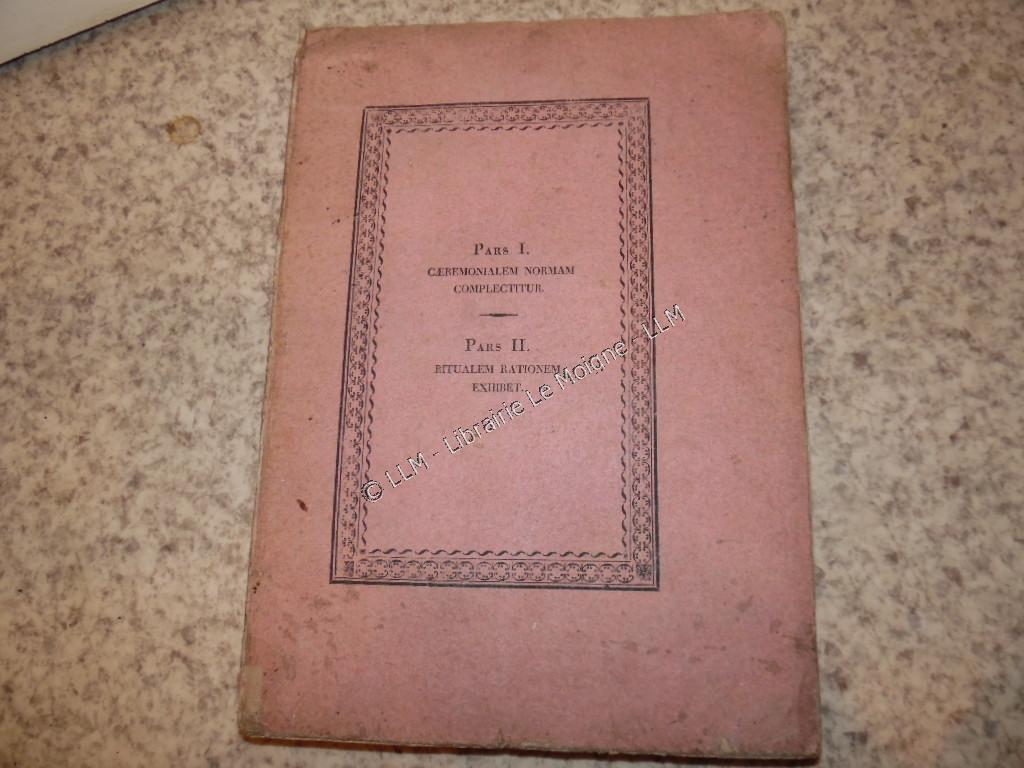 Pars I.
CÆREMONIALEM NORMAM
COMPLECTITUR.
Pars II.
RITUALEM RATIONEM
EXHIBET.
© LLM - Librairie Le Moigne - LLM